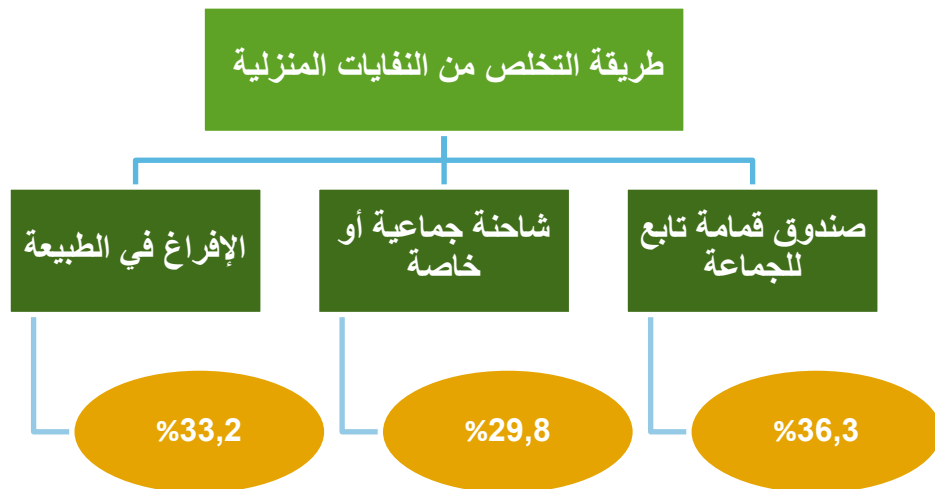 طريقة التخلص من النفايات المنزلية
صندوق قمامة تابع
للجماعة
شاحنة جماعية أو
خاصة
الإفراغ في الطبيعة
%36,3
%29,8
%33,2